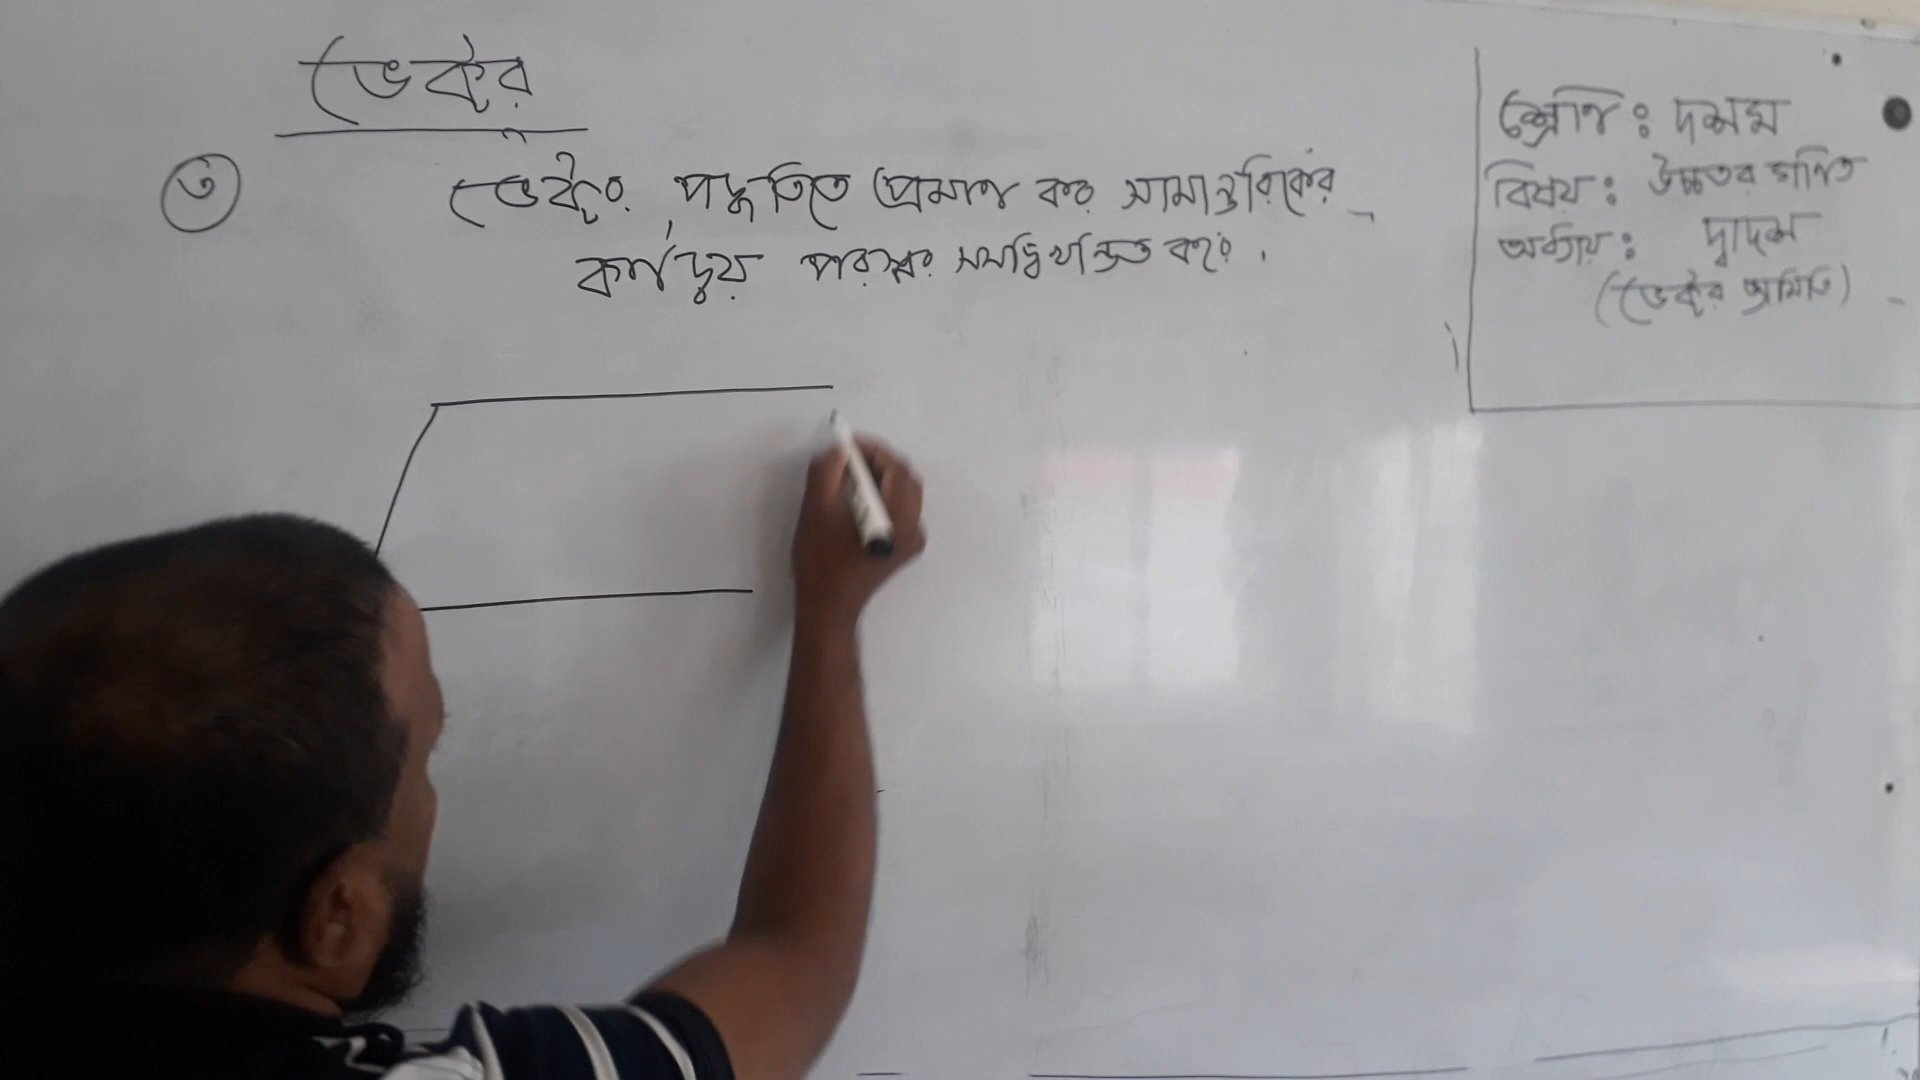 ভেক্টর
৩ ভেক্টর পদ্ধতিতে প্রমাণ কর সামান্তরিকের
কর্ণদ্বয় পরস্পর সমদ্বিখন্ডিত করে .
শ্রেণি : দশম
বিষয় : উচ্চতর গণিত
অধ্যায় : দ্বাদশ
(ভেক্টর জ্যামিতি)